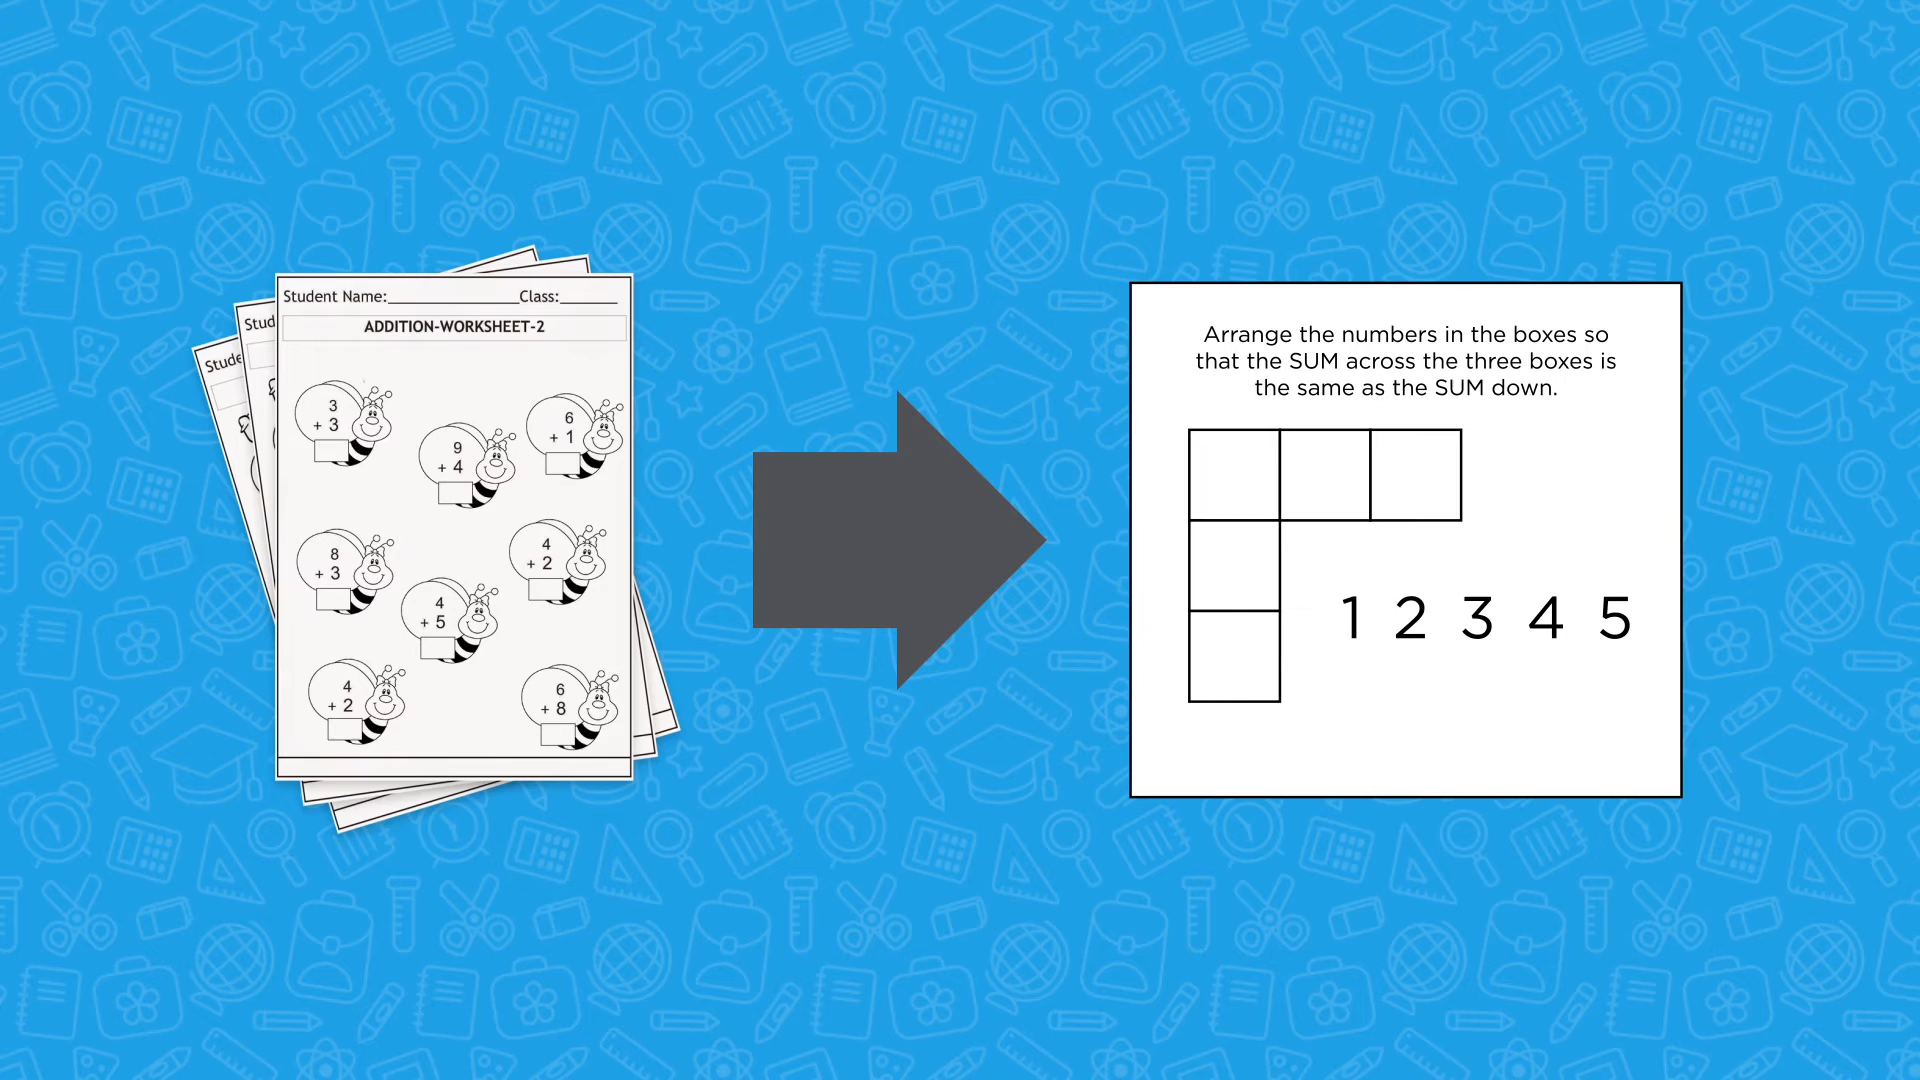 Student Name: Class:
ADDITION-WORKSHEET-2
3
+ 3
9
+ 4
6
+ 1
8
+ 3
4
+ 5
4
+ 2
4
+ 2
6
+ 8
Stud
Stude
Arrange the numbers in the boxes so
that the SUM across the three boxes is
the same as the SUM down.
1 2 3 4 5